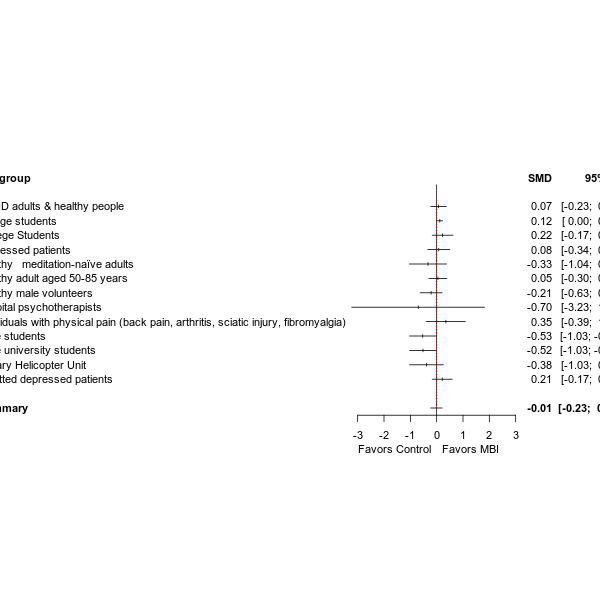 group SMD 95%
D adults & healthy people 0.07 [-0.23;
ge students 0.12 [ 0.00;
ege Students 0.22 [-0.17;
essed patients 0.08 [-0.34;
thy meditation-naïve adults -0.33 [-1.04;
thy adult aged 50-85 years 0.05 [-0.30;
thy male volunteers -0.21 [-0.63;
pital psychotherapists -0.70 [-3.23;
iduals with physical pain (back pain, arthritis, sciatic injury, fibromyalgia) 0.35 [-0.39;
students -0.53 [-1.03;
university students -0.52 [-1.03;
ary Helicopter Unit -0.38 [-1.03;
tted depressed patients 0.21 [-0.17;
mmary -0.01 [-0.23;
-3 -2 -1 0 1 2 3
Favors Control Favors MBI